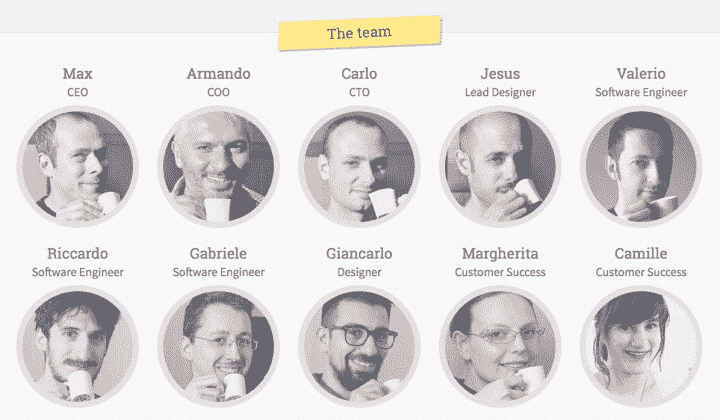 The team
Max
CEO
Armando
COO
Carlo
CTO
Jesus
Lead Designer
Valerio
Software Engineer
Riccardo
Software Engineer
Gabriele
Software Engineer
Giancarlo
Designer
Margherita
Customer Success
Camille
Customer Success